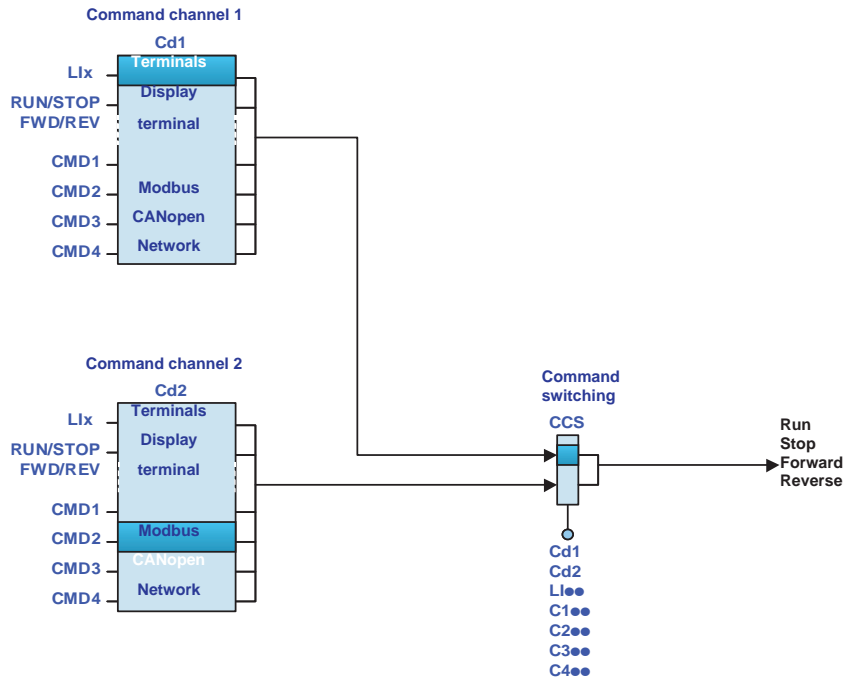 Command channel 1
Cd1
LIx
Terminals
RUN/STOP
Display
FWD/REV
terminal
CMD1
CMD2
Modbus
CMD3
CANopen
CMD4
Network
Command channel 2
Cd2
LIx
Terminals
RUN/STOP
Display
FWD/REV
terminal
CMD1
CMD2
Modbus
CMD3
CANopen
CMD4
Network
Command
switching
CCS
Run
Stop
Forward
Reverse
Cd1
Cd2
LI●●
C1●●
C2●●
C3●●
C4●●